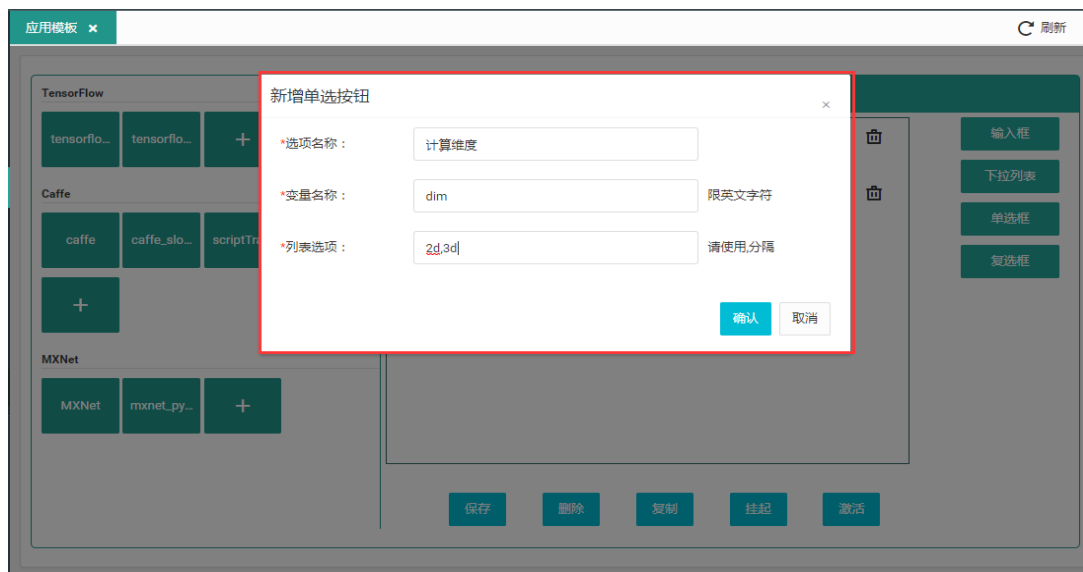 应用模板 ×
刷新
TensorFlow
tensorflo... tensorflo... +
Caffe
caffe caffe_slo... scriptTra
+
MXNet
MXNet mxnet_py... +
新增单选按钮 ×
*选项名称： 计算维度
*变量名称： dim 限英文字符
*列表选项： 2d,3d 请使用,分隔
确认 取消
输入框
下拉列表
单选框
复选框
保存 删除 复制 挂起 激活